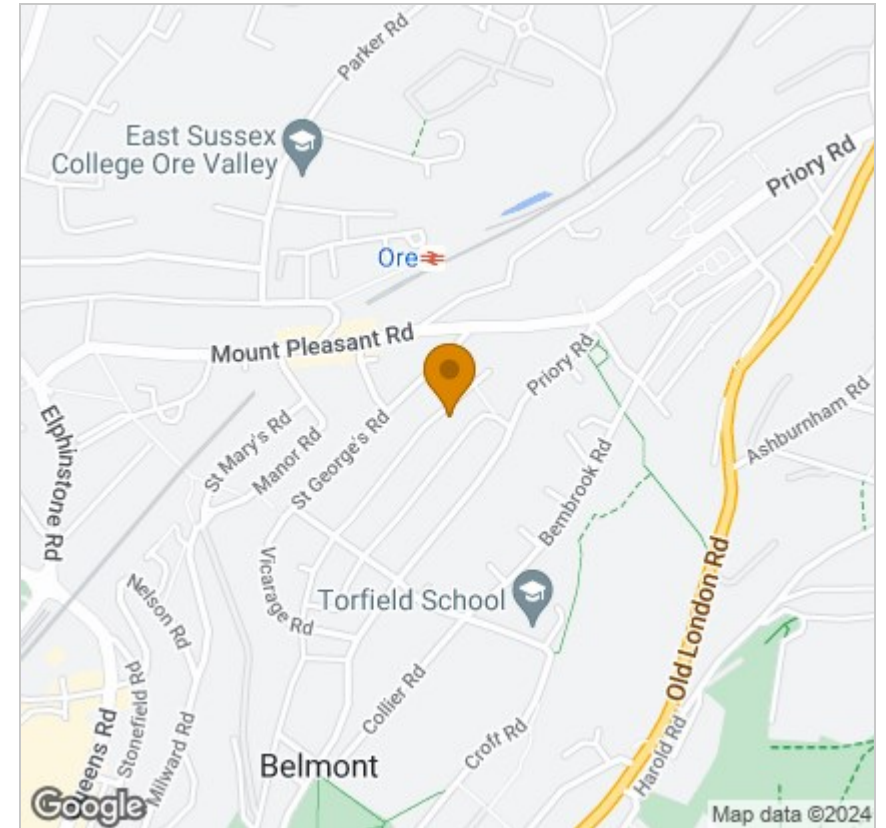 Parker Rd
East Sussex
College Ore Valley
Priory Rd
Ore
Mount Pleasant Rd
Priory Rd
Ashburnham Rd
Elphinstone Rd
St Mary's Rd
Manor Rd
St George's Rd
Bembrook Rd
Vicarage Rd
Torfield School
Nelson Rd
Old London Rd
Collier Rd
Stonefield Rd
Croft Rd
Harold Rd
Queens Rd
Milward Rd
Belmont
Google
Map data ©2024